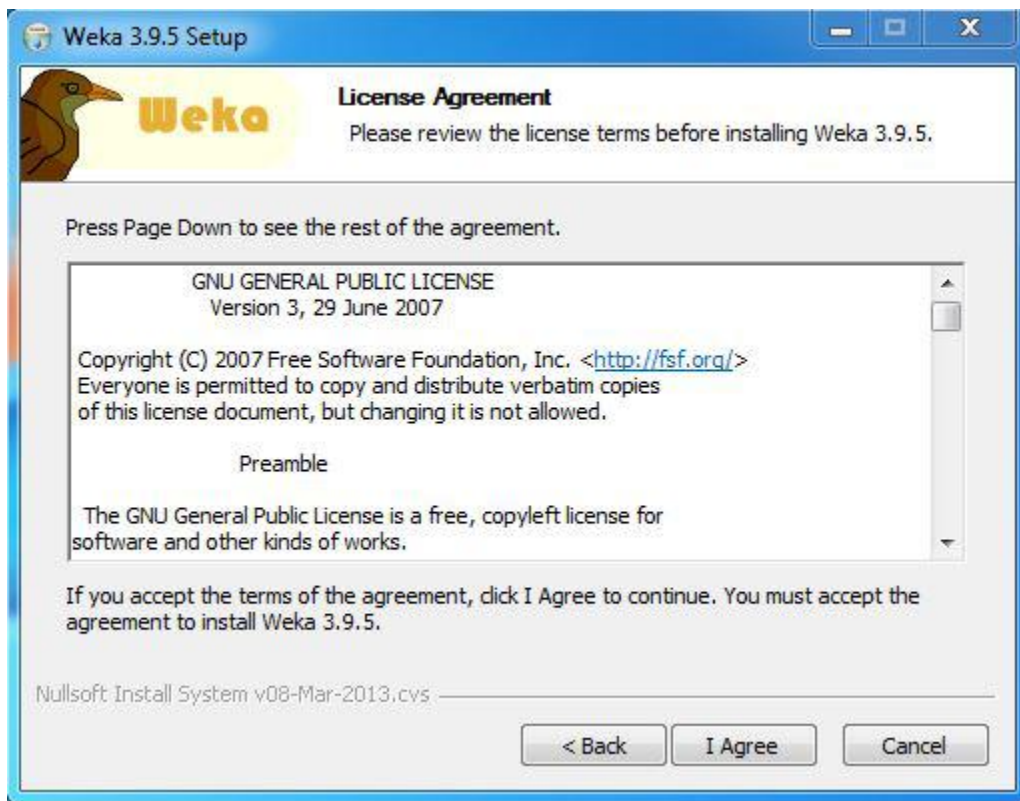 Weka 3.9.5 Setup
Weka
License Agreement
Please review the license terms before installing Weka 3.9.5.
Press Page Down to see the rest of the agreement.
GNU GENERAL PUBLIC LICENSE
Version 3, 29 June 2007
Copyright (C) 2007 Free Software Foundation, Inc. <http://fsf.org/>
Everyone is permitted to copy and distribute verbatim copies
of this license document, but changing it is not allowed.
Preamble
The GNU General Public License is a free, copyleft license for
software and other kinds of works.
If you accept the terms of the agreement, click I Agree to continue. You must accept the
agreement to install Weka 3.9.5.
Nullsoft Install System v08-Mar-2013.cvs
< Back I Agree Cancel